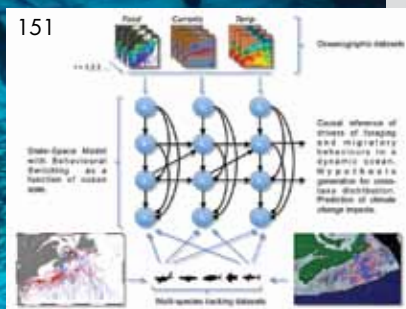 151
Food
Currents
Temp.
Oceanographic datasets
State-Space Model
with Behavioural
Switching as a
function of ocean
state.
Causal inference of
drivers of foraging
and migratory
behaviours in a
dynamic ocean.
Hypothesis
generator for cross-
taxa distribution.
Prediction of climate
change impacts.
Multi-species tracking datasets